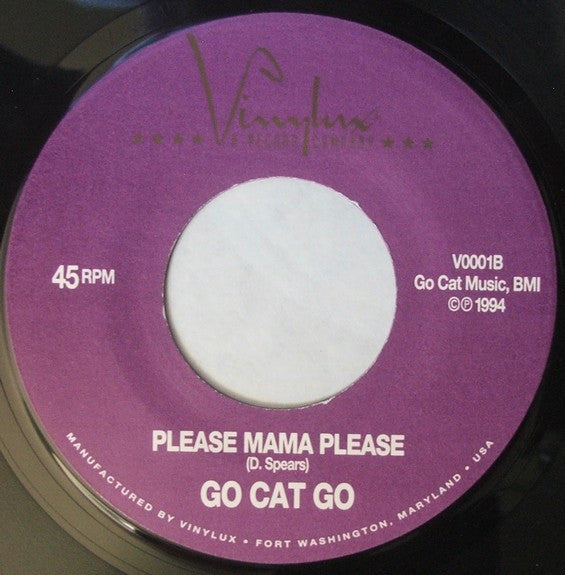 Vinylux
★★★★ A RECORD COMPANY ★★★★
45 RPM
V0001B
Go Cat Music, BMI
©℗ 1994
PLEASE MAMA PLEASE
(D. Spears)
GO CAT GO
MANUFACTURED BY VINYLUX • FORT WASHINGTON, MARYLAND • USA